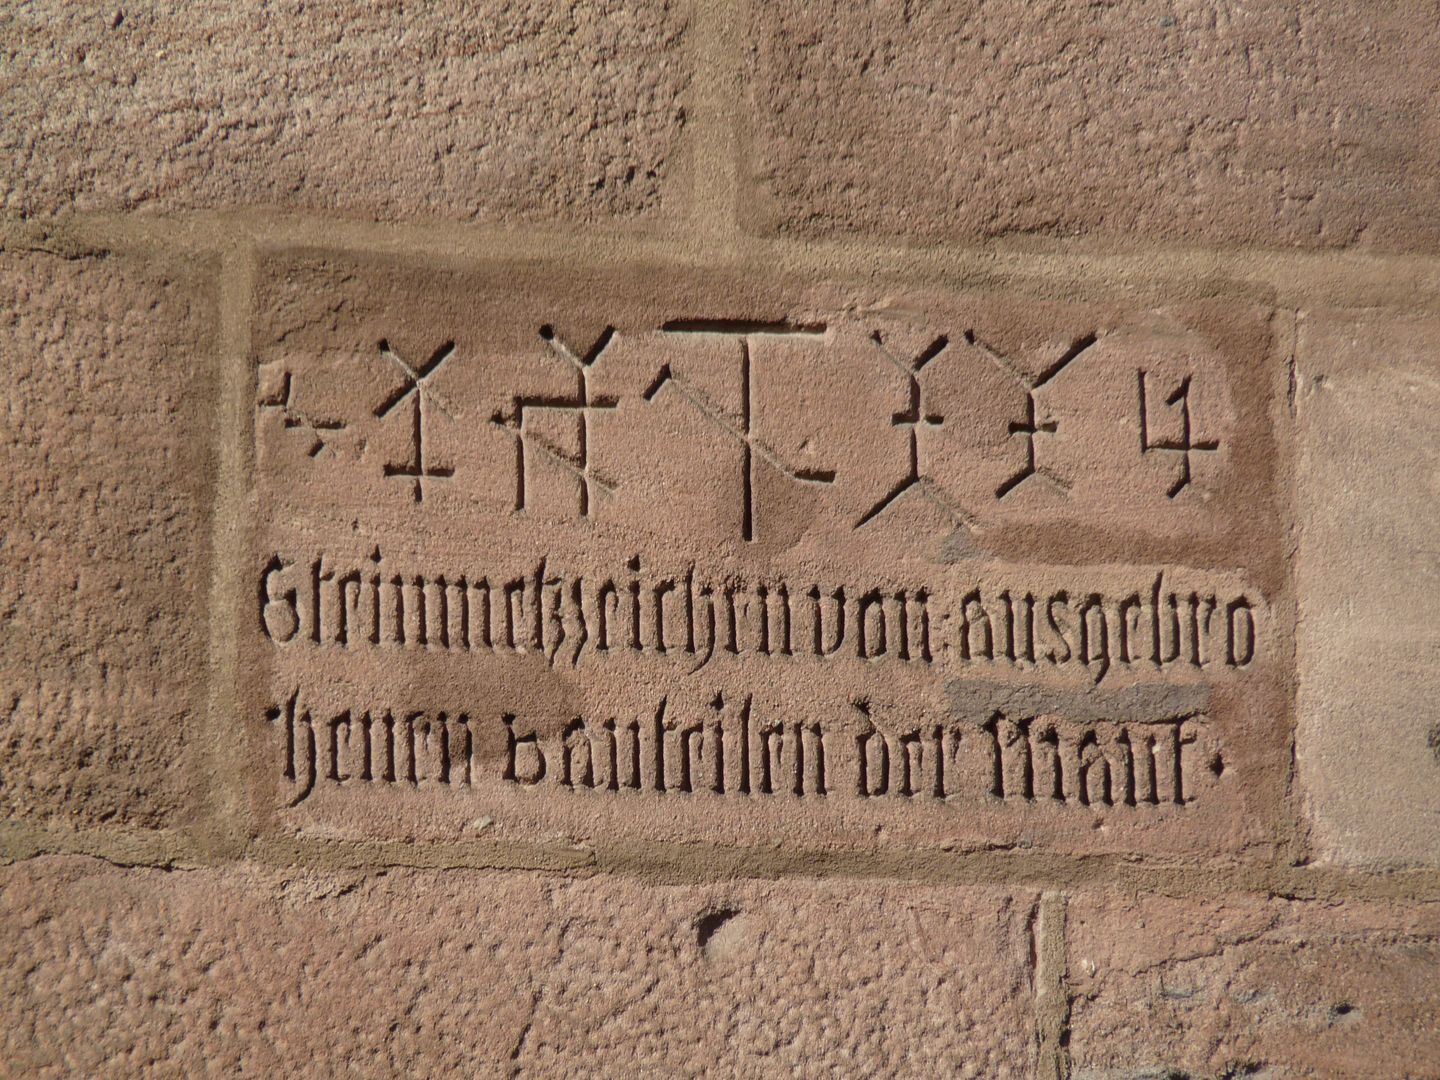 Steinmetzzeichen von Ausgebro
chenen Bauteilen der Maut.